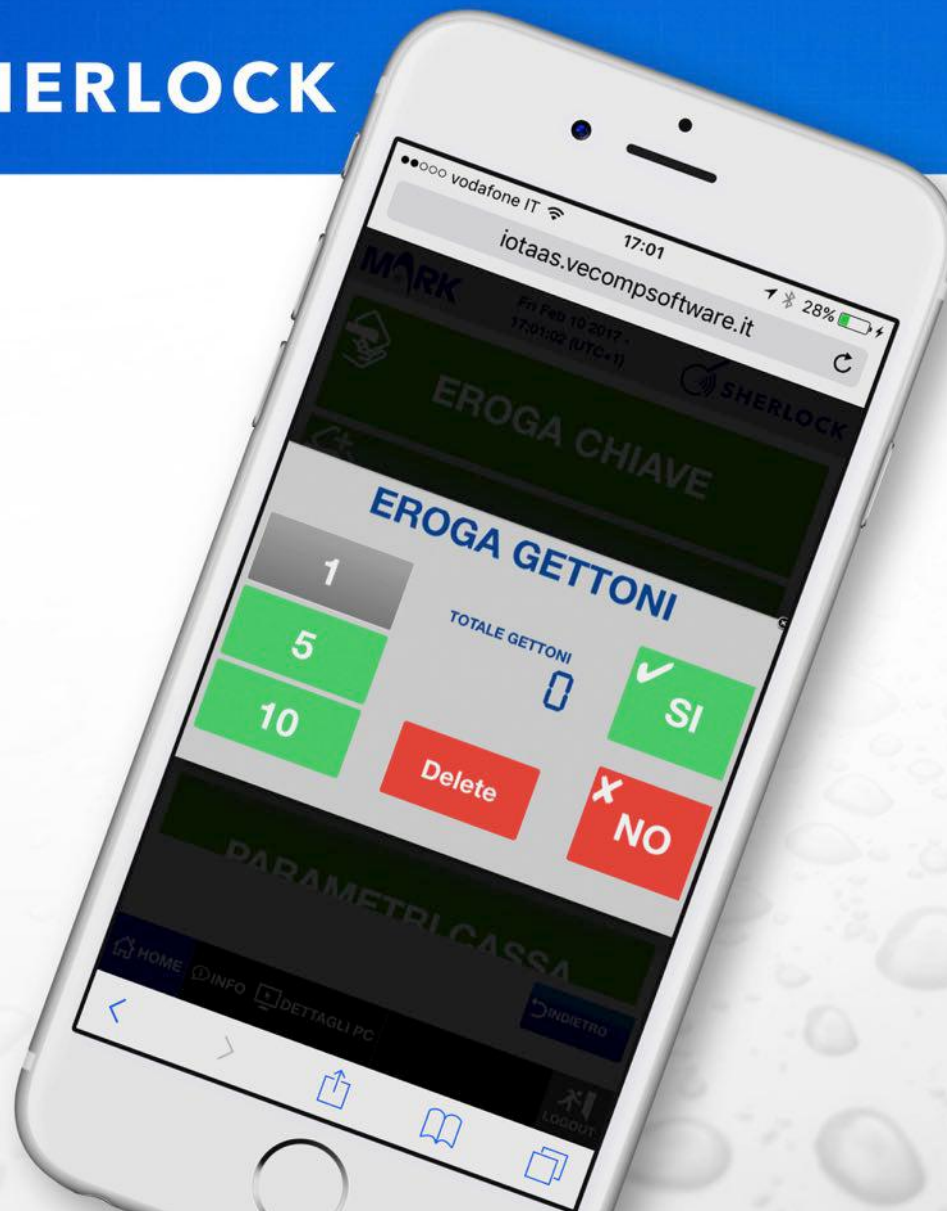 HERLOCK
vodafone IT
17:01
28%
iotaas.vecompsoftware.it
MARK
Fri Feb 10 2017 -
17:01:02 (UTC+1)
SHERLOCK
EROGA CHIAVE
EROGA GETTONI
1
5
10
TOTALE GETTONI
0
SI
NO
Delete
PARAMETRI CASSA
HOME
INFO
DETTAGLI PC
INDIETRO
LOGOUT